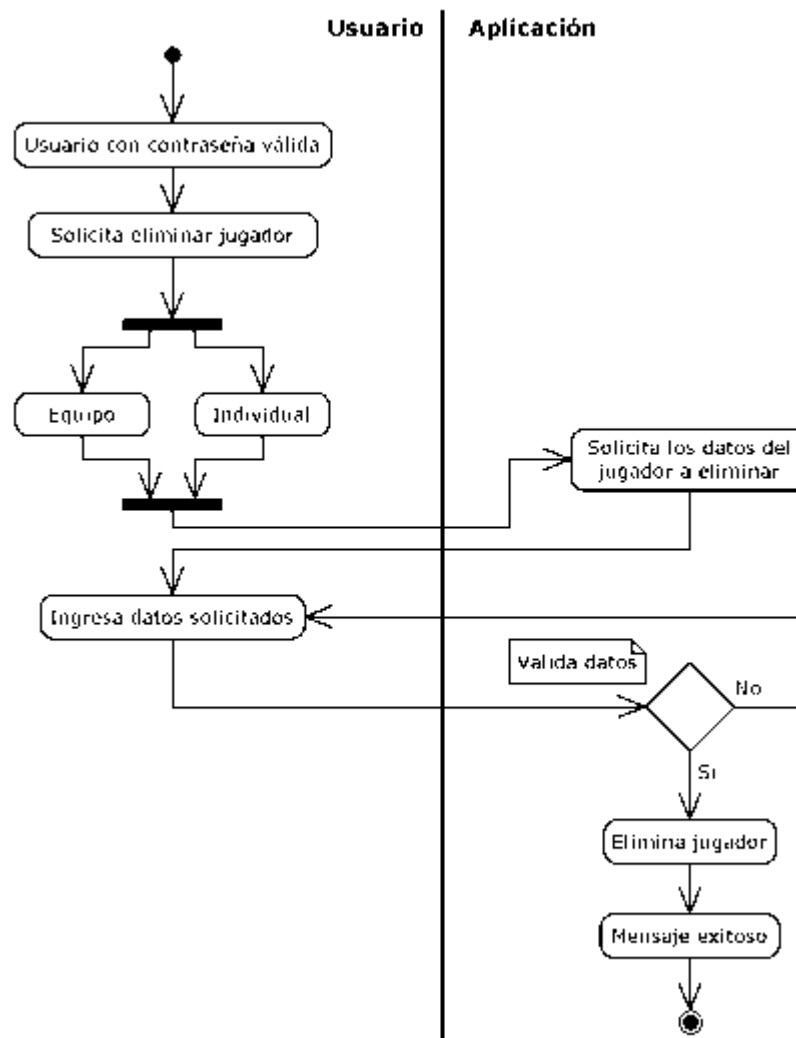 Usuario
Aplicación
Usuario con contraseña válida
Solicita eliminar jugador
Equipo
Individual
Solicita los datos del
jugador a eliminar
Ingresa datos solicitados
Valida datos
No
Si
Elimina jugador
Mensaje exitoso